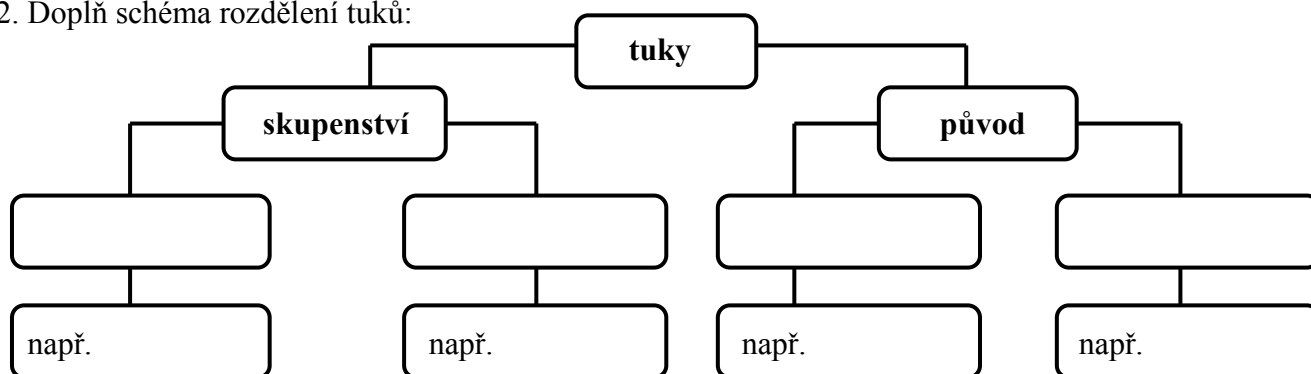 2. Doplň schéma rozdělení tuků:
tuky
skupenství
původ
např.
např.
např.
např.